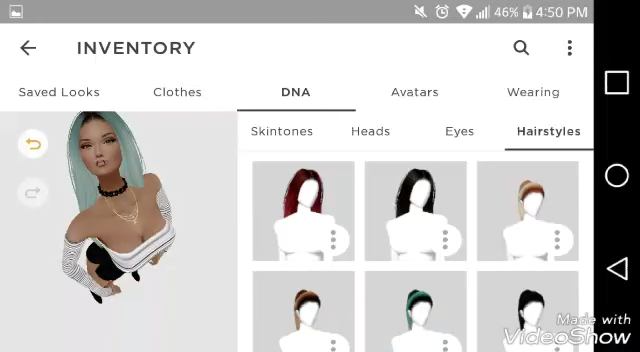 46% 4:50 PM
INVENTORY
Saved Looks Clothes DNA Avatars Wearing
Skintones Heads Eyes Hairstyles
Made with
VideoShow